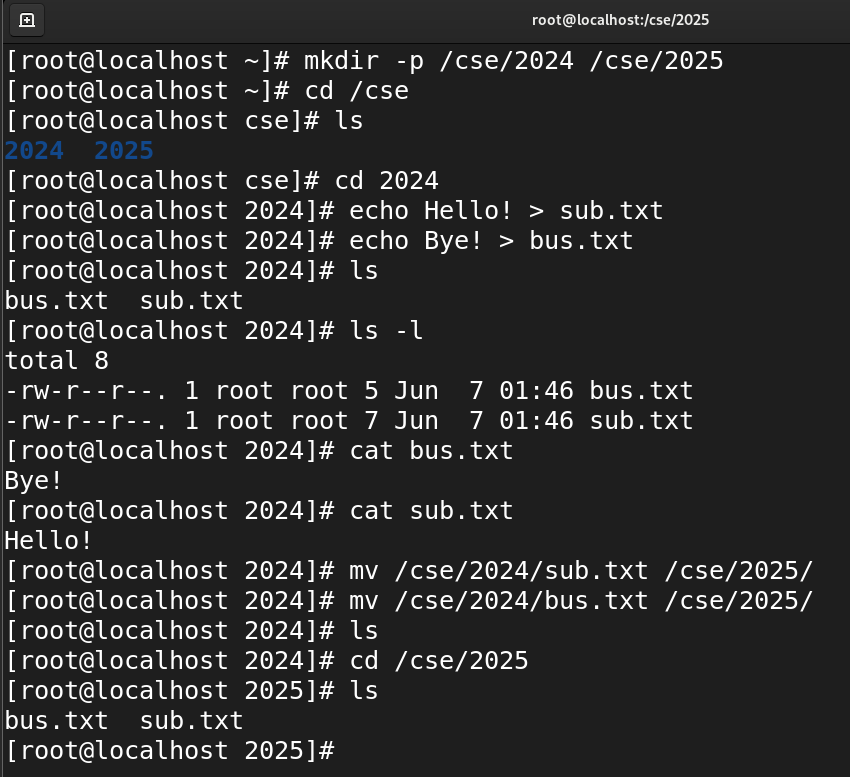 root@localhost:/cse/2025
[root@localhost ~]# mkdir -p /cse/2024 /cse/2025
[root@localhost ~]# cd /cse
[root@localhost cse]# ls
2024  2025
[root@localhost cse]# cd 2024
[root@localhost 2024]# echo Hello! > sub.txt
[root@localhost 2024]# echo Bye! > bus.txt
[root@localhost 2024]# ls
bus.txt  sub.txt
[root@localhost 2024]# ls -l
total 8
-rw-r--r--. 1 root root 5 Jun  7 01:46 bus.txt
-rw-r--r--. 1 root root 7 Jun  7 01:46 sub.txt
[root@localhost 2024]# cat bus.txt
Bye!
[root@localhost 2024]# cat sub.txt
Hello!
[root@localhost 2024]# mv /cse/2024/sub.txt /cse/2025/
[root@localhost 2024]# mv /cse/2024/bus.txt /cse/2025/
[root@localhost 2024]# ls
[root@localhost 2024]# cd /cse/2025
[root@localhost 2025]# ls
bus.txt  sub.txt
[root@localhost 2025]#